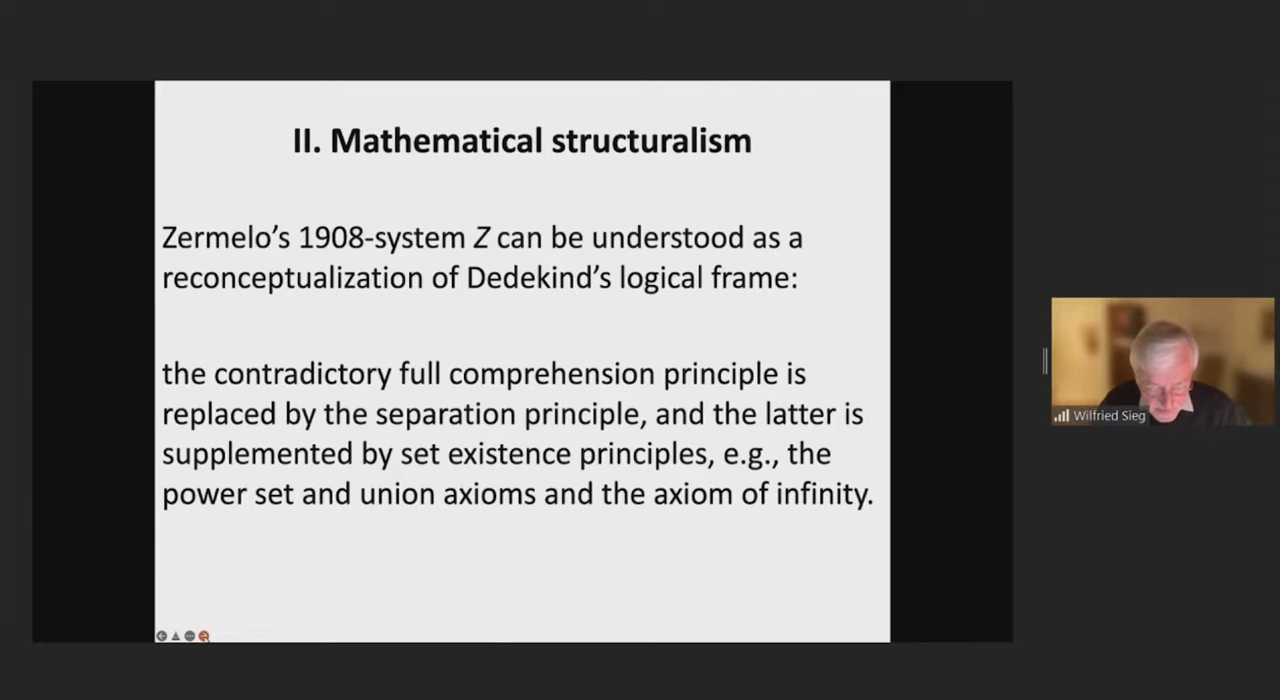 II. Mathematical structuralism
Zermelo’s 1908-system Z can be understood as a
reconceptualization of Dedekind’s logical frame:
the contradictory full comprehension principle is
replaced by the separation principle, and the latter is
supplemented by set existence principles, e.g., the
power set and union axioms and the axiom of infinity.
Wilfried Sieg